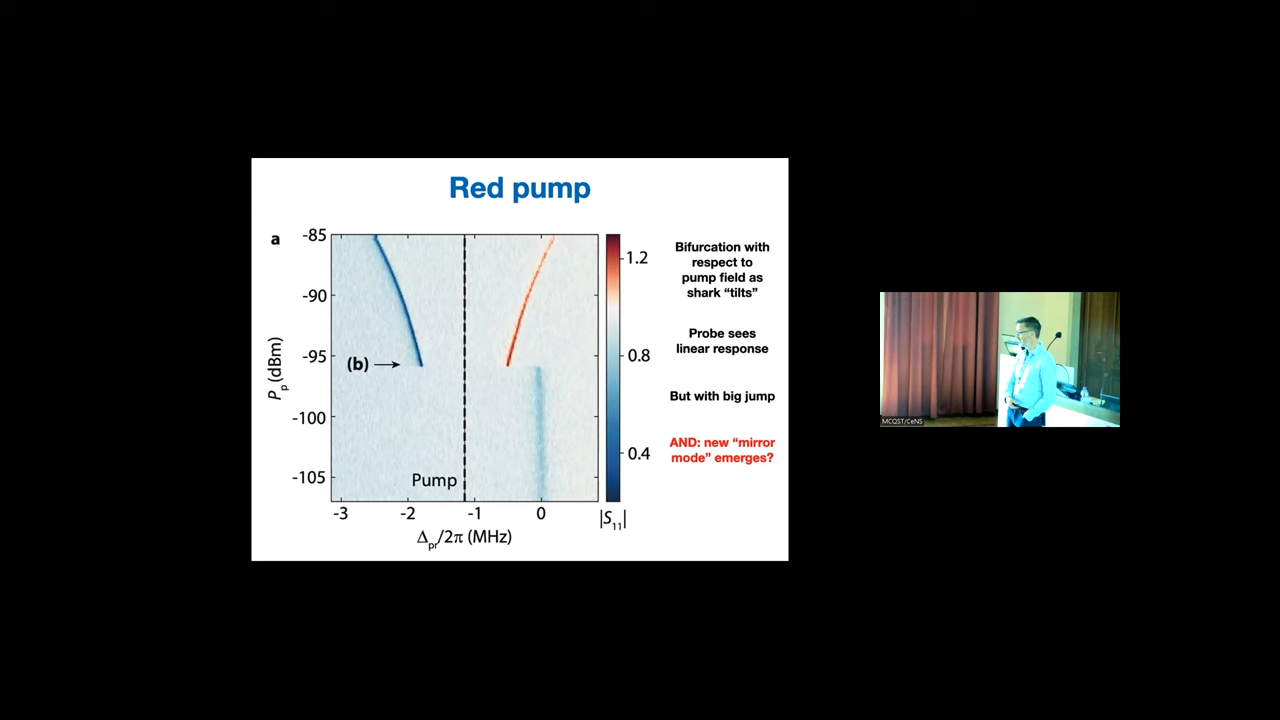 Red pump
a
-85
-90
-95
-100
-105
P_p (dBm)
(b)
Pump
-3
-2
-1
0
Δ_pr/2π (MHz)
1.2
0.8
0.4
|S_11|
Bifurcation with
respect to
pump field as
shark “tilts”
Probe sees
linear response
But with big jump
AND: new “mirror
mode” emerges?
MCQST/CeNS